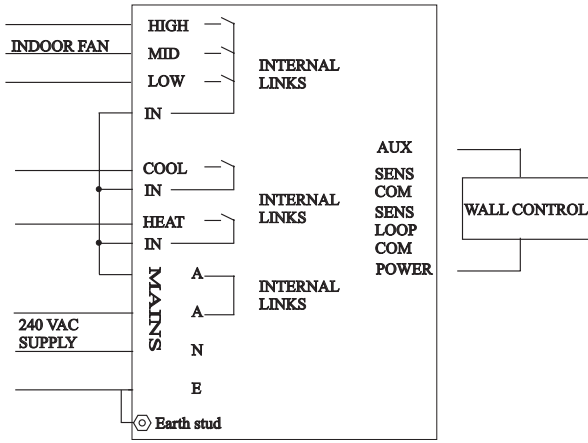 HIGH
INDOOR FAN
MID
LOW
INTERNAL
LINKS
IN
COOL
IN
HEAT
IN
INTERNAL
LINKS
MAINS
A
A
N
E
INTERNAL
LINKS
240 VAC
SUPPLY
Earth stud
AUX
SENS
COM
SENS
LOOP
COM
POWER
WALL CONTROL